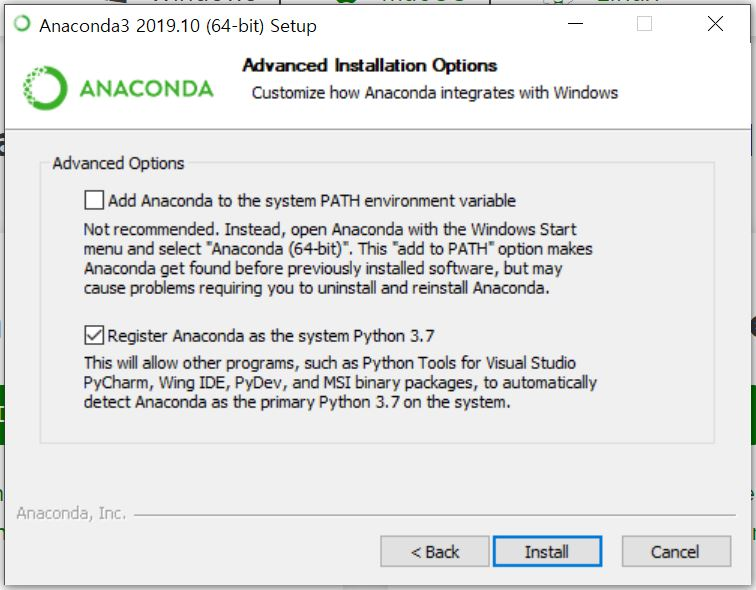 Anaconda3 2019.10 (64-bit) Setup
ANACONDA
Advanced Installation Options
Customize how Anaconda integrates with Windows
Advanced Options
Add Anaconda to the system PATH environment variable
Not recommended. Instead, open Anaconda with the Windows Start
menu and select "Anaconda (64-bit)". This "add to PATH" option makes
Anaconda get found before previously installed software, but may
cause problems requiring you to uninstall and reinstall Anaconda.
Register Anaconda as the system Python 3.7
This will allow other programs, such as Python Tools for Visual Studio
PyCharm, Wing IDE, PyDev, and MSI binary packages, to automatically
detect Anaconda as the primary Python 3.7 on the system.
Anaconda, Inc.
< Back
Install
Cancel